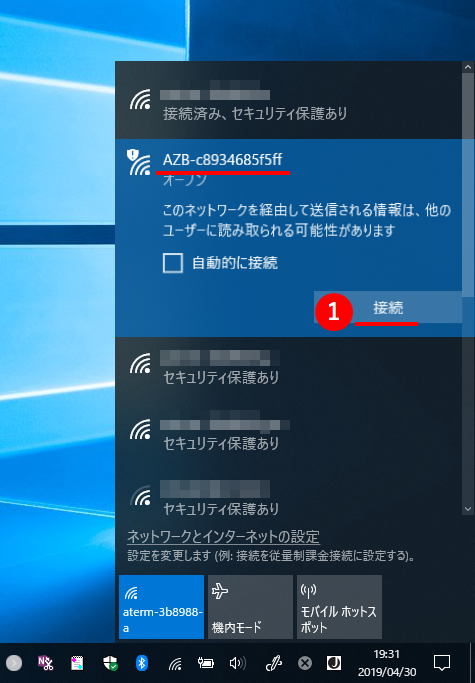 接続済み、セキュリティ保護あり
AZB-c8934685f5ff
オープン
このネットワークを経由して送信される情報は、他の
ユーザーに読み取られる可能性があります
自動的に接続
1
接続
セキュリティ保護あり
セキュリティ保護あり
セキュリティ保護あり
ネットワークとインターネットの設定
設定を変更します (例: 接続を従量制課金接続に設定する)。
aterm-3b8988-
a
機内モード
モバイル ホットス
ポット
19:31
2019/04/30